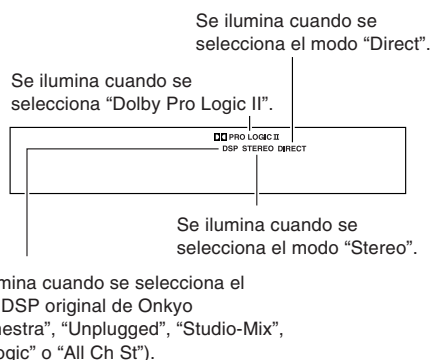 Se ilumina cuando se
selecciona el modo “Direct”.
Se ilumina cuando se
selecciona “Dolby Pro Logic II”.
PRO LOGIC II
DSP STEREO DIRECT
Se ilumina cuando se
selecciona el modo “Stereo”.
mina cuando se selecciona el
DSP original de Onkyo
nestra”, “Unplugged”, “Studio-Mix”,
ogic” o “All Ch St”).